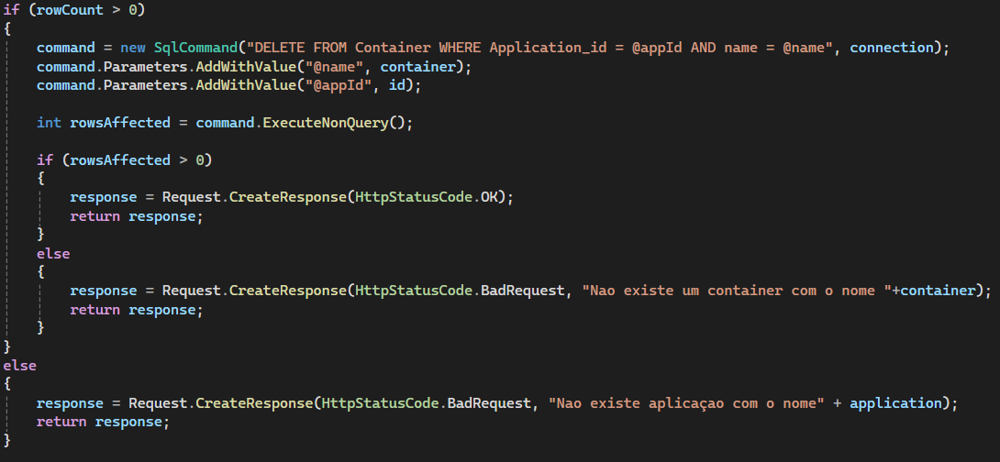 if (rowCount > 0)
{
    command = new SqlCommand("DELETE FROM Container WHERE Application_id = @appId AND name = @name", connection);
    command.Parameters.AddWithValue("@name", container);
    command.Parameters.AddWithValue("@appId", id);

    int rowsAffected = command.ExecuteNonQuery();

    if (rowsAffected > 0)
    {
        response = Request.CreateResponse(HttpStatusCode.OK);
        return response;
    }
    else
    {
        response = Request.CreateResponse(HttpStatusCode.BadRequest, "Nao existe um container com o nome "+container);
        return response;
    }
}
else
{
    response = Request.CreateResponse(HttpStatusCode.BadRequest, "Nao existe aplicaçao com o nome" + application);
    return response;
}